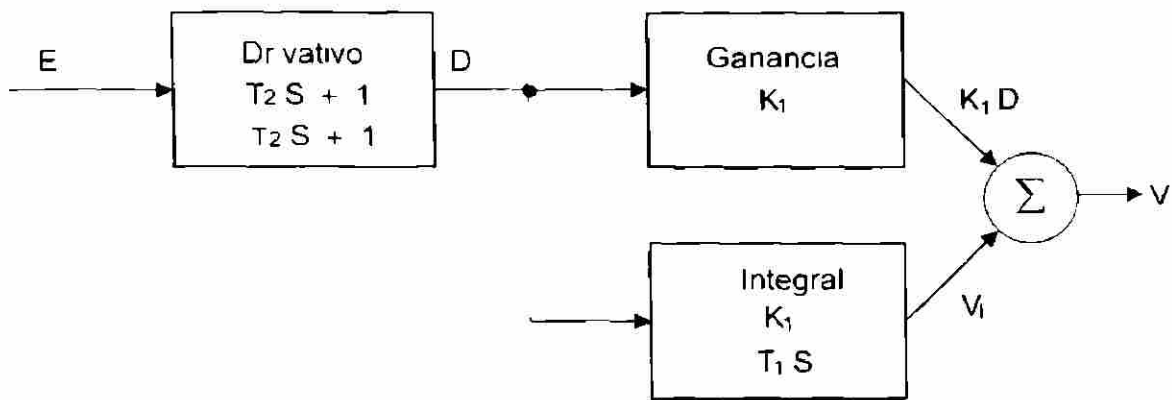 E
Dr vativo
T2 S + 1
T2 S + 1
D
Ganancia
K1
K1 D
Σ
V
Integral
K1
T1 S
VI